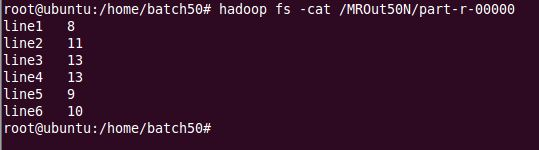 root@ubuntu:/home/batch50# hadoop fs -cat /MROut50N/part-r-00000
line1 8
line2 11
line3 13
line4 13
line5 9
line6 10
root@ubuntu:/home/batch50#